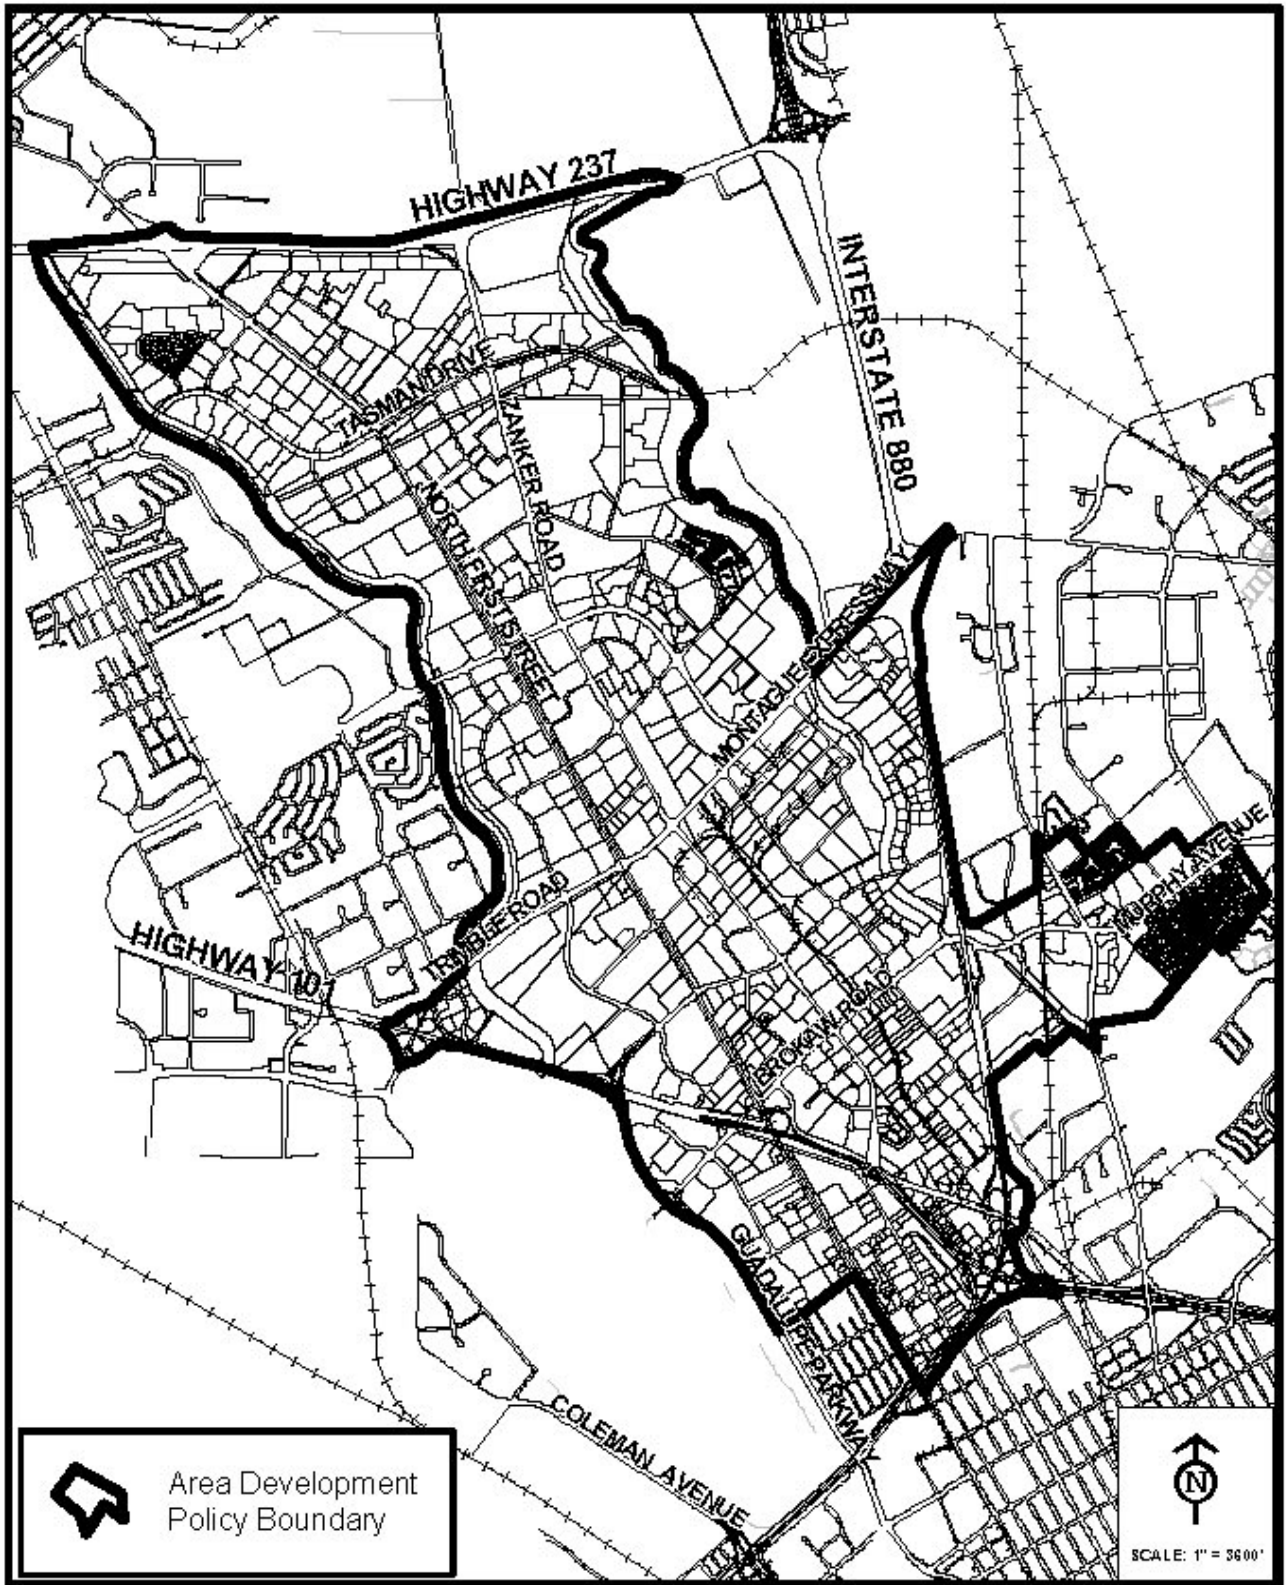 HIGHWAY 237
INTERSTATE 880
TASMAN DRIVE
ZANKER ROAD
NORTH FIRST STREET
MONTAGUE EXPRESSWAY
MURPHY AVENUE
TRIMBLE ROAD
HIGHWAY 101
BROKAW ROAD
GUADALUPE PARKWAY
COLEMAN AVENUE
Area Development
Policy Boundary
N
SCALE: 1" = 3600'